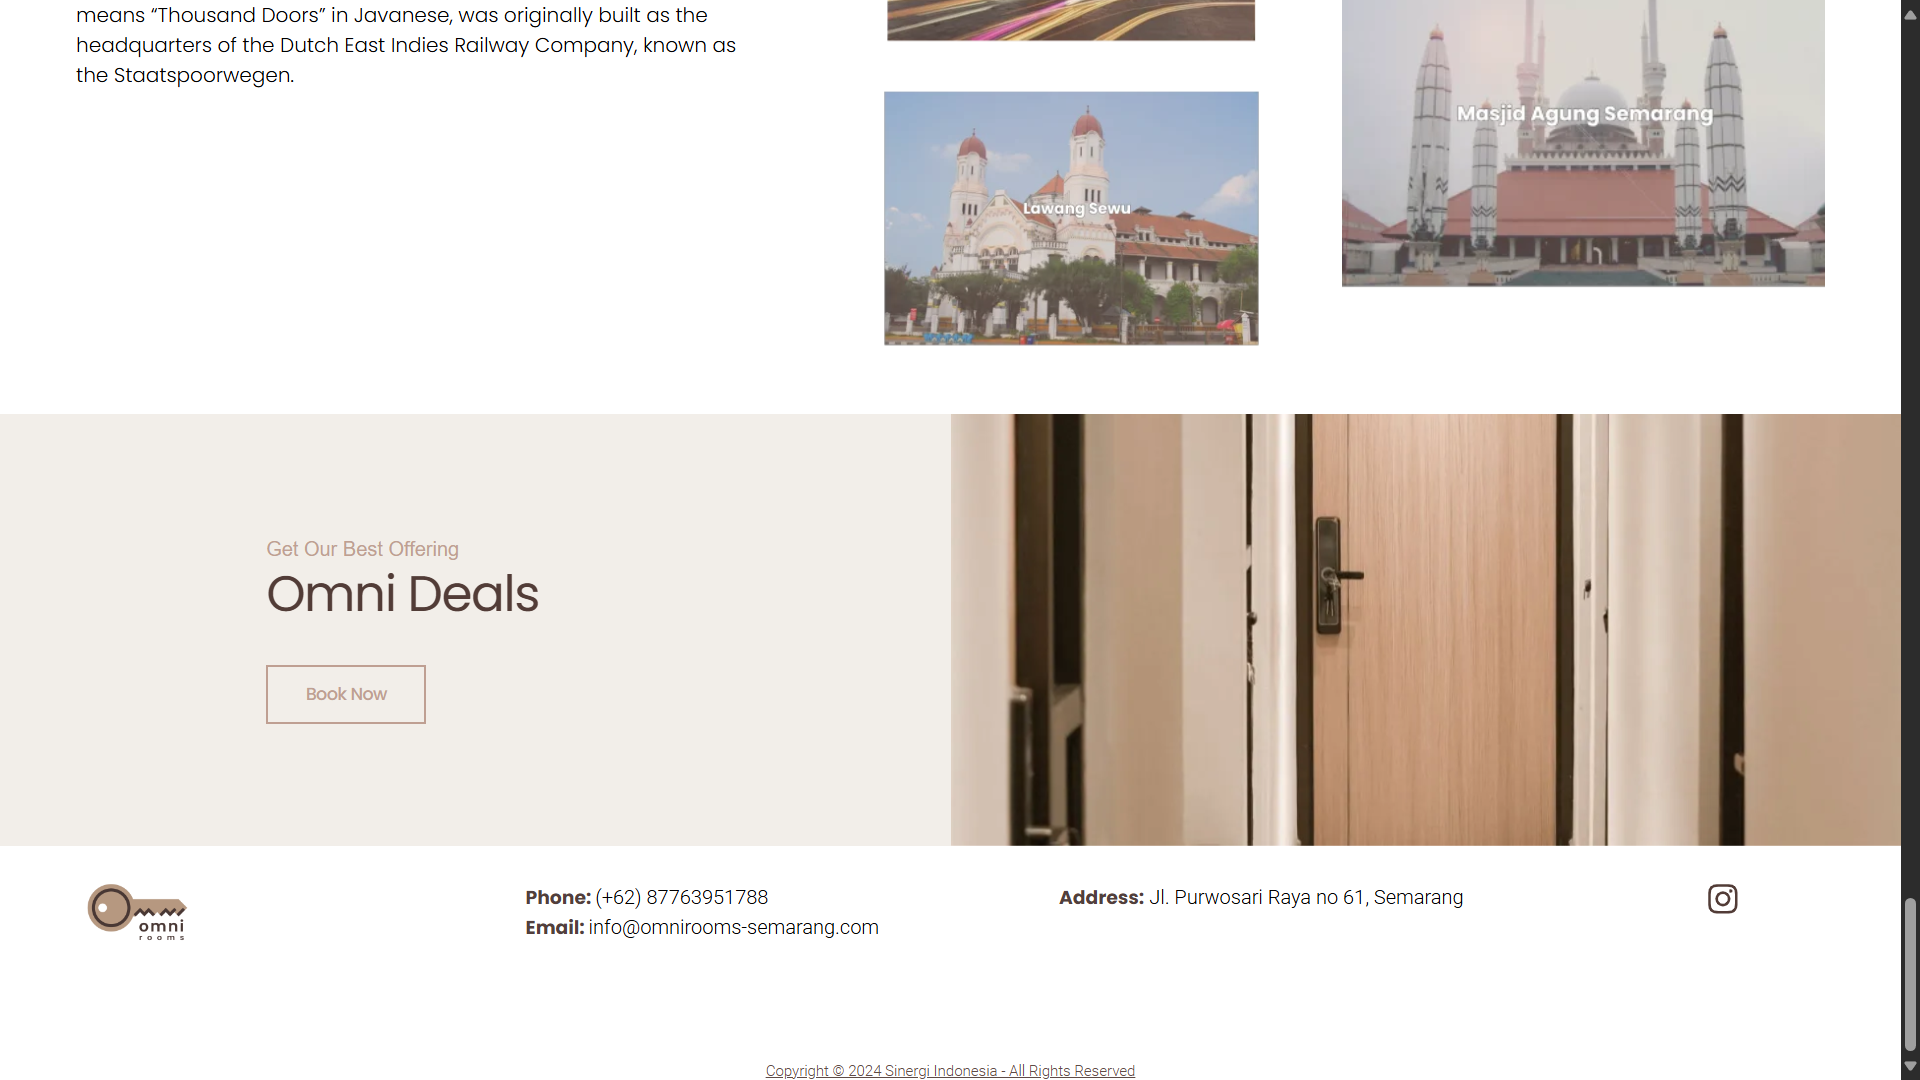 means “Thousand Doors” in Javanese, was originally built as the
headquarters of the Dutch East Indies Railway Company, known as
the Staatspoorwegen.
Masjid Agung Semarang
Lawang Sewu
Get Our Best Offering
Omni Deals
Book Now
omni
rooms
Phone: (+62) 87763951788
Email: info@omnirooms-semarang.com
Address: Jl. Purwosari Raya no 61, Semarang
Copyright © 2024 Sinergi Indonesia - All Rights Reserved